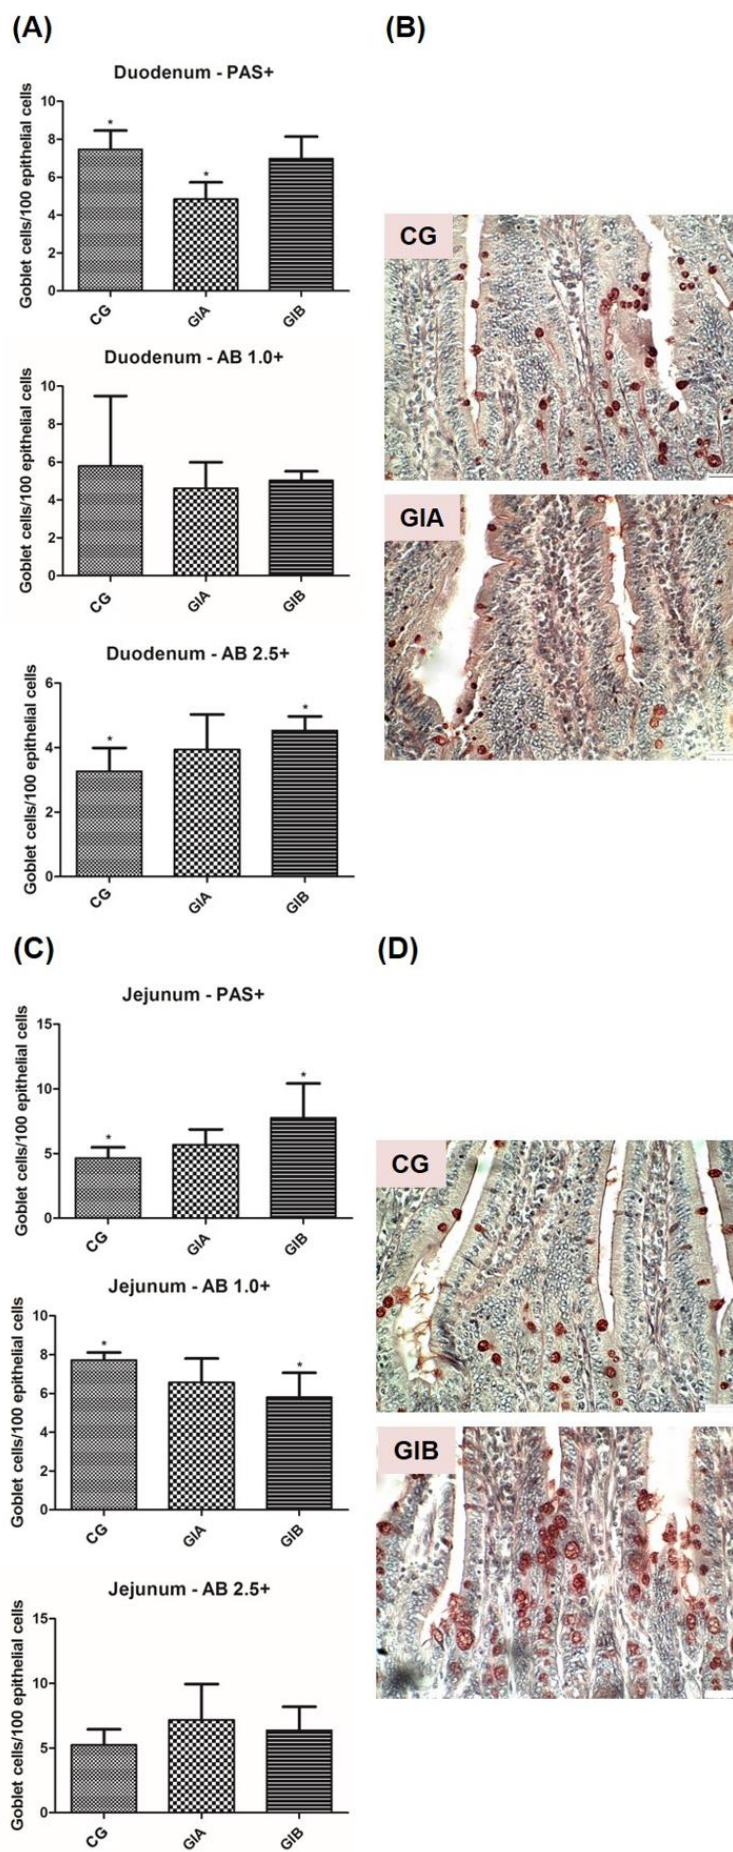 (A)
Duodenum - PAS+
Goblet cells/100 epithelial cells
10
8
6
4
2
0
*
*
CG
GIA
GIB
Duodenum - AB 1.0+
Goblet cells/100 epithelial cells
10
8
6
4
2
0
CG
GIA
GIB
Duodenum - AB 2.5+
Goblet cells/100 epithelial cells
6
4
2
0
*
*
CG
GIA
GIB
(B)
CG
GIA
(C)
Jejunum - PAS+
Goblet cells/100 epithelial cells
15
10
5
0
*
*
CG
GIA
GIB
Jejunum - AB 1.0+
Goblet cells/100 epithelial cells
8
6
4
2
0
*
*
CG
GIA
GIB
Jejunum - AB 2.5+
Goblet cells/100 epithelial cells
15
10
5
0
CG
GIA
GIB
(D)
CG
GIB